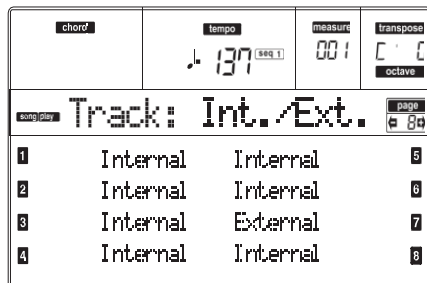 chord tempo measure transpose
♩ 137 seq 1 001 C
octave
song play Track: Int./Ext. page 8
1 Internal Internal 5
2 Internal Internal 6
3 Internal External 7
4 Internal Internal 8